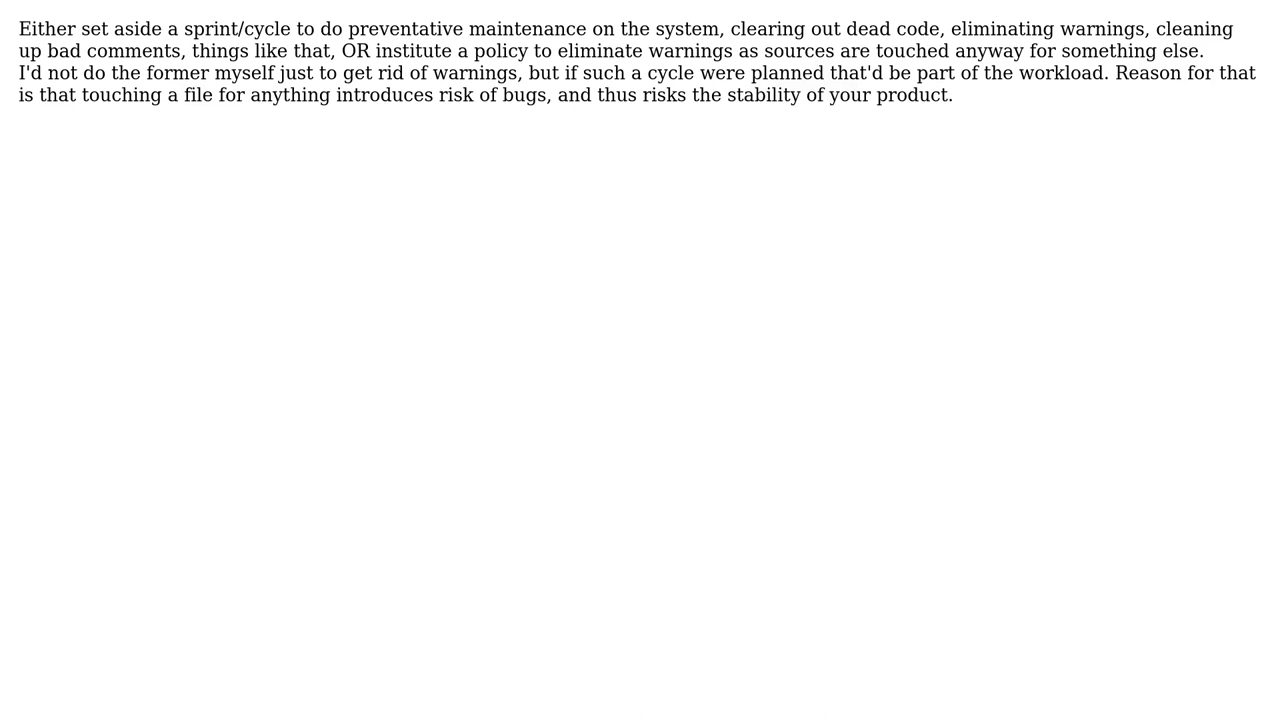 Either set aside a sprint/cycle to do preventative maintenance on the system, clearing out dead code, eliminating warnings, cleaning
up bad comments, things like that, OR institute a policy to eliminate warnings as sources are touched anyway for something else.
I'd not do the former myself just to get rid of warnings, but if such a cycle were planned that'd be part of the workload. Reason for that
is that touching a file for anything introduces risk of bugs, and thus risks the stability of your product.